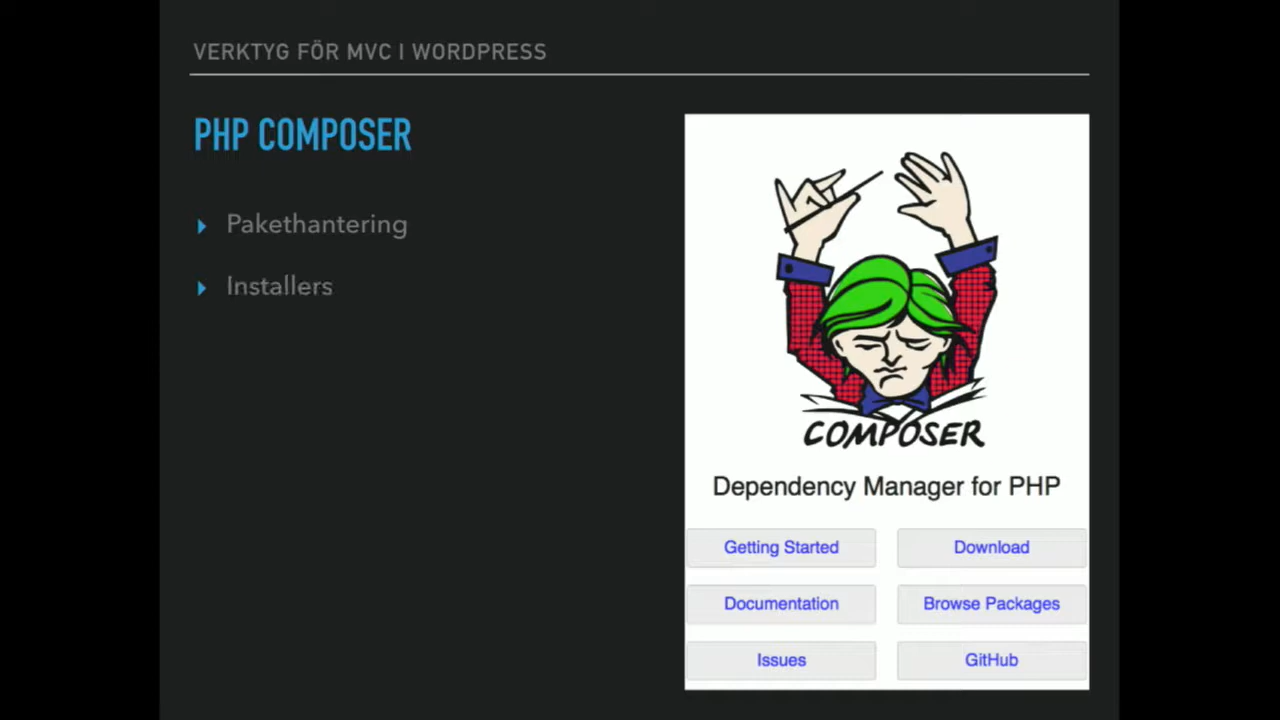 VERKTYG FÖR MVC I WORDPRESS
PHP COMPOSER
Pakethantering
Installers
COMPOSER
Dependency Manager for PHP
Getting Started
Download
Documentation
Browse Packages
Issues
GitHub